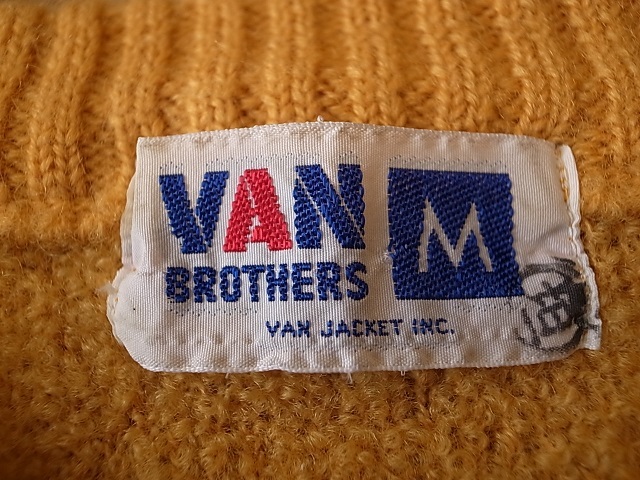 VAN
BROTHERS
M
VAN JACKET INC.